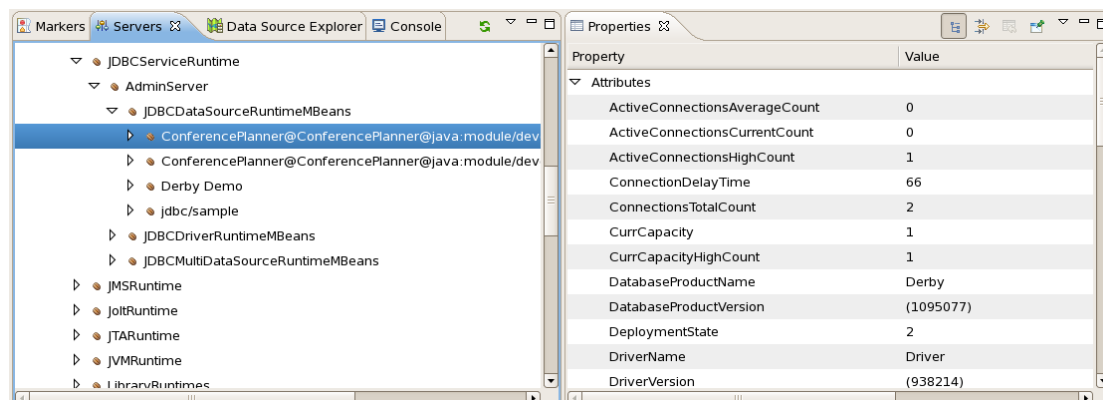 Markers Servers Data Source Explorer Console
JDBCServiceRuntime
AdminServer
JDBCDataSourceRuntimeMBeans
ConferencePlanner@ConferencePlanner@java:module/dev
ConferencePlanner@ConferencePlanner@java:module/dev
Derby Demo
jdbc/sample
JDBCDriverRuntimeMBeans
JDBCMultiDataSourceRuntimeMBeans
JMSRuntime
JoltRuntime
JTARuntime
JVMRuntime
LibraryRuntimes
Properties
Property Value
Attributes
ActiveConnectionsAverageCount 0
ActiveConnectionsCurrentCount 0
ActiveConnectionsHighCount 1
ConnectionDelayTime 66
ConnectionsTotalCount 2
CurrCapacity 1
CurrCapacityHighCount 1
DatabaseProductName Derby
DatabaseProductVersion (1095077)
DeploymentState 2
DriverName Driver
DriverVersion (938214)